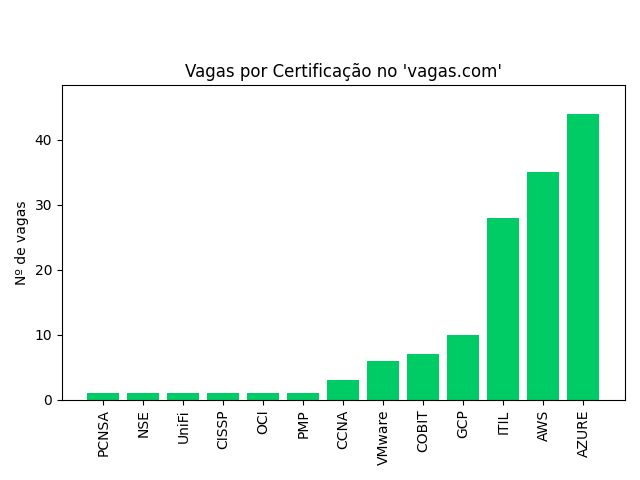 Vagas por Certificação no 'vagas.com'
Nº de vagas
40
30
20
10
0
PCNSA
NSE
UniFi
CISSP
OCI
PMP
CCNA
VMware
COBIT
GCP
ITIL
AWS
AZURE